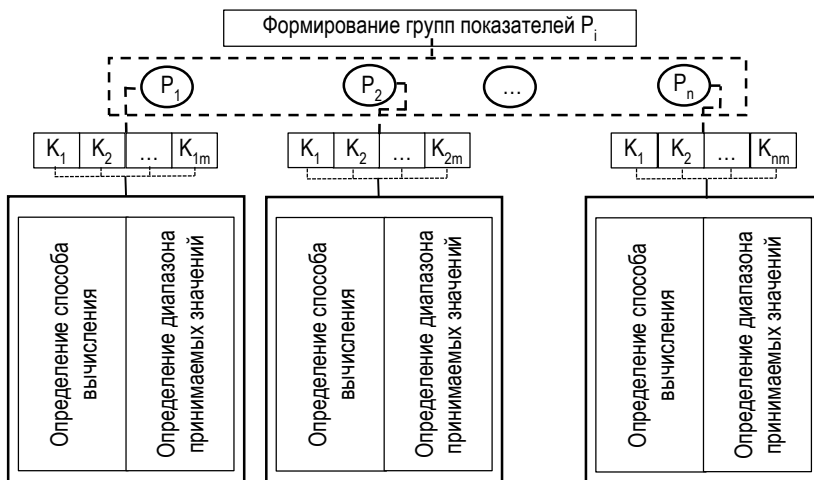 Формирование групп показателей P_i
P_1 P_2 ... P_n
K_1 K_2 ... K_1m K_1 K_2 ... K_2m K_1 K_2 ... K_nm
Определение способа
вычисления
Определение диапазона
принимаемых значений
Определение способа
вычисления
Определение диапазона
принимаемых значений
Определение способа
вычисления
Определение диапазона
принимаемых значений